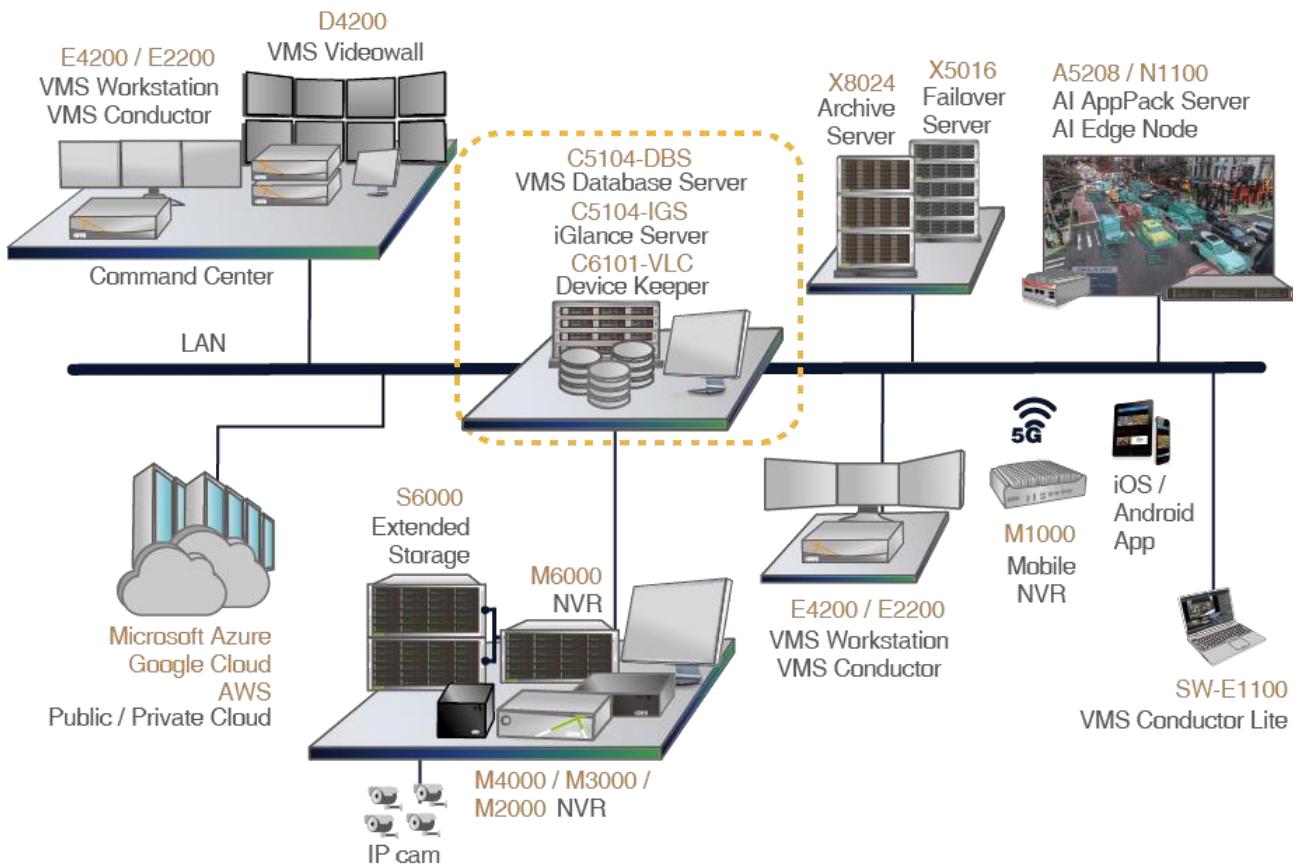 D4200
VMS Videowall
E4200 / E2200
VMS Workstation
VMS Conductor
Command Center
C5104-DBS
VMS Database Server
C5104-IGS
iGlance Server
C6101-VLC
Device Keeper
X8024
Archive
Server
X5016
Failover
Server
A5208 / N1100
AI AppPack Server
AI Edge Node
LAN
Microsoft Azure
Google Cloud
AWS
Public / Private Cloud
S6000
Extended
Storage
M6000
NVR
M4000 / M3000 /
M2000 NVR
IP cam
E4200 / E2200
VMS Workstation
VMS Conductor
5G
M1000
Mobile
NVR
iOS /
Android
App
SW-E1100
VMS Conductor Lite